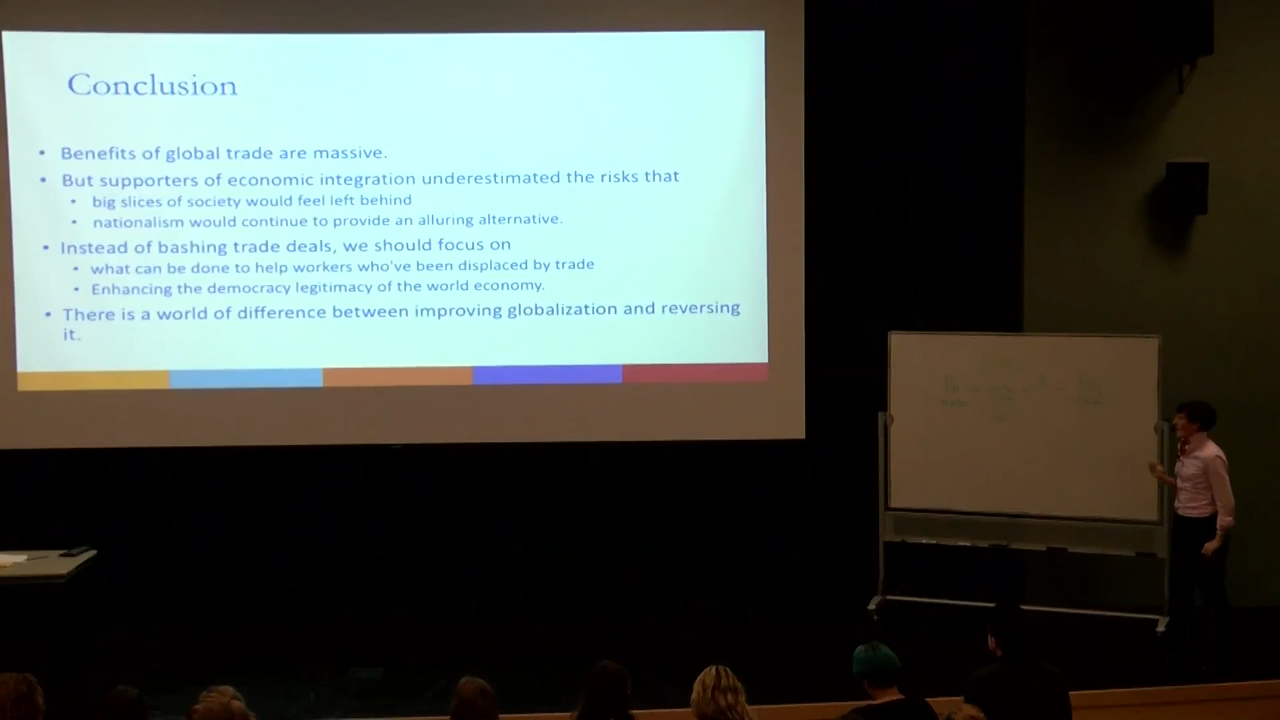 Conclusion
• Benefits of global trade are massive.
• But supporters of economic integration underestimated the risks that
• big slices of society would feel left behind
• nationalism would continue to provide an alluring alternative.
• Instead of bashing trade deals, we should focus on
• what can be done to help workers who've been displaced by trade
• Enhancing the democracy legitimacy of the world economy.
• There is a world of difference between improving globalization and reversing
it.